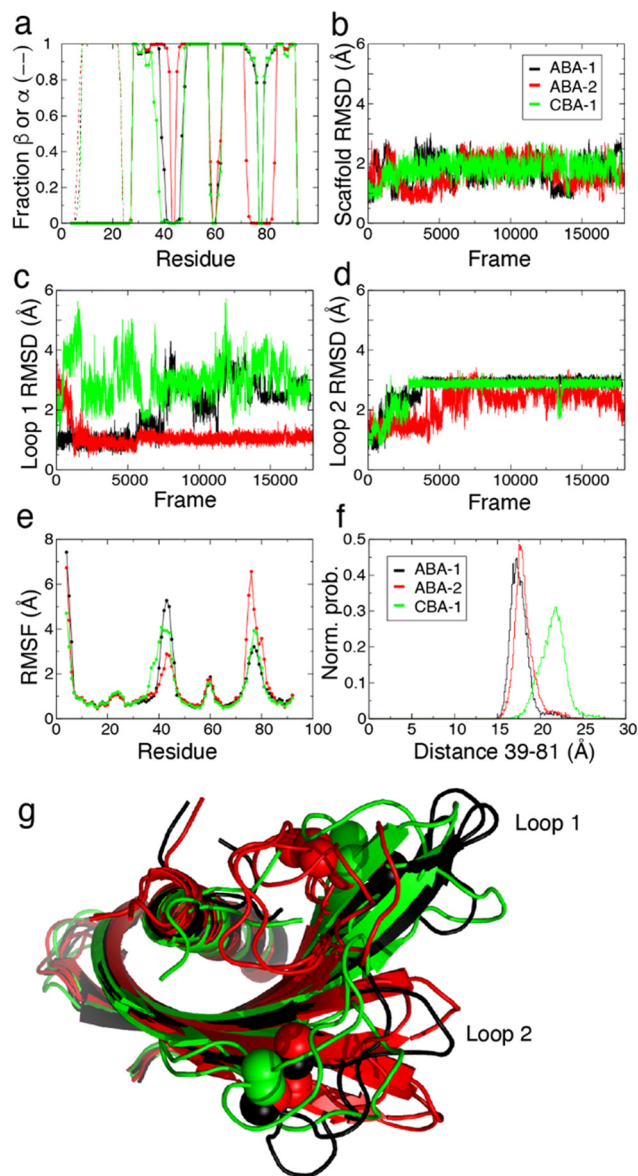 a
Fraction β or α (--)
1
0.8
0.6
0.4
0.2
0
0 20 40 60 80
Residue
b
Scaffold RMSD (Å)
6
4
2
0
0 5000 10000 15000
Frame
ABA-1
ABA-2
CBA-1
c
Loop 1 RMSD (Å)
6
4
2
0 5000 10000 15000
Frame
d
Loop 2 RMSD (Å)
6
4
2
0
0 5000 10000 15000
Frame
e
RMSF (Å)
8
6
4
2
0
0 20 40 60 80 100
Residue
f
Norm. prob.
0.5
0.4
0.3
0.2
0.1
0
0 5 10 15 20 25 30
Distance 39-81 (Å)
ABA-1
ABA-2
CBA-1
g
Loop 1
Loop 2